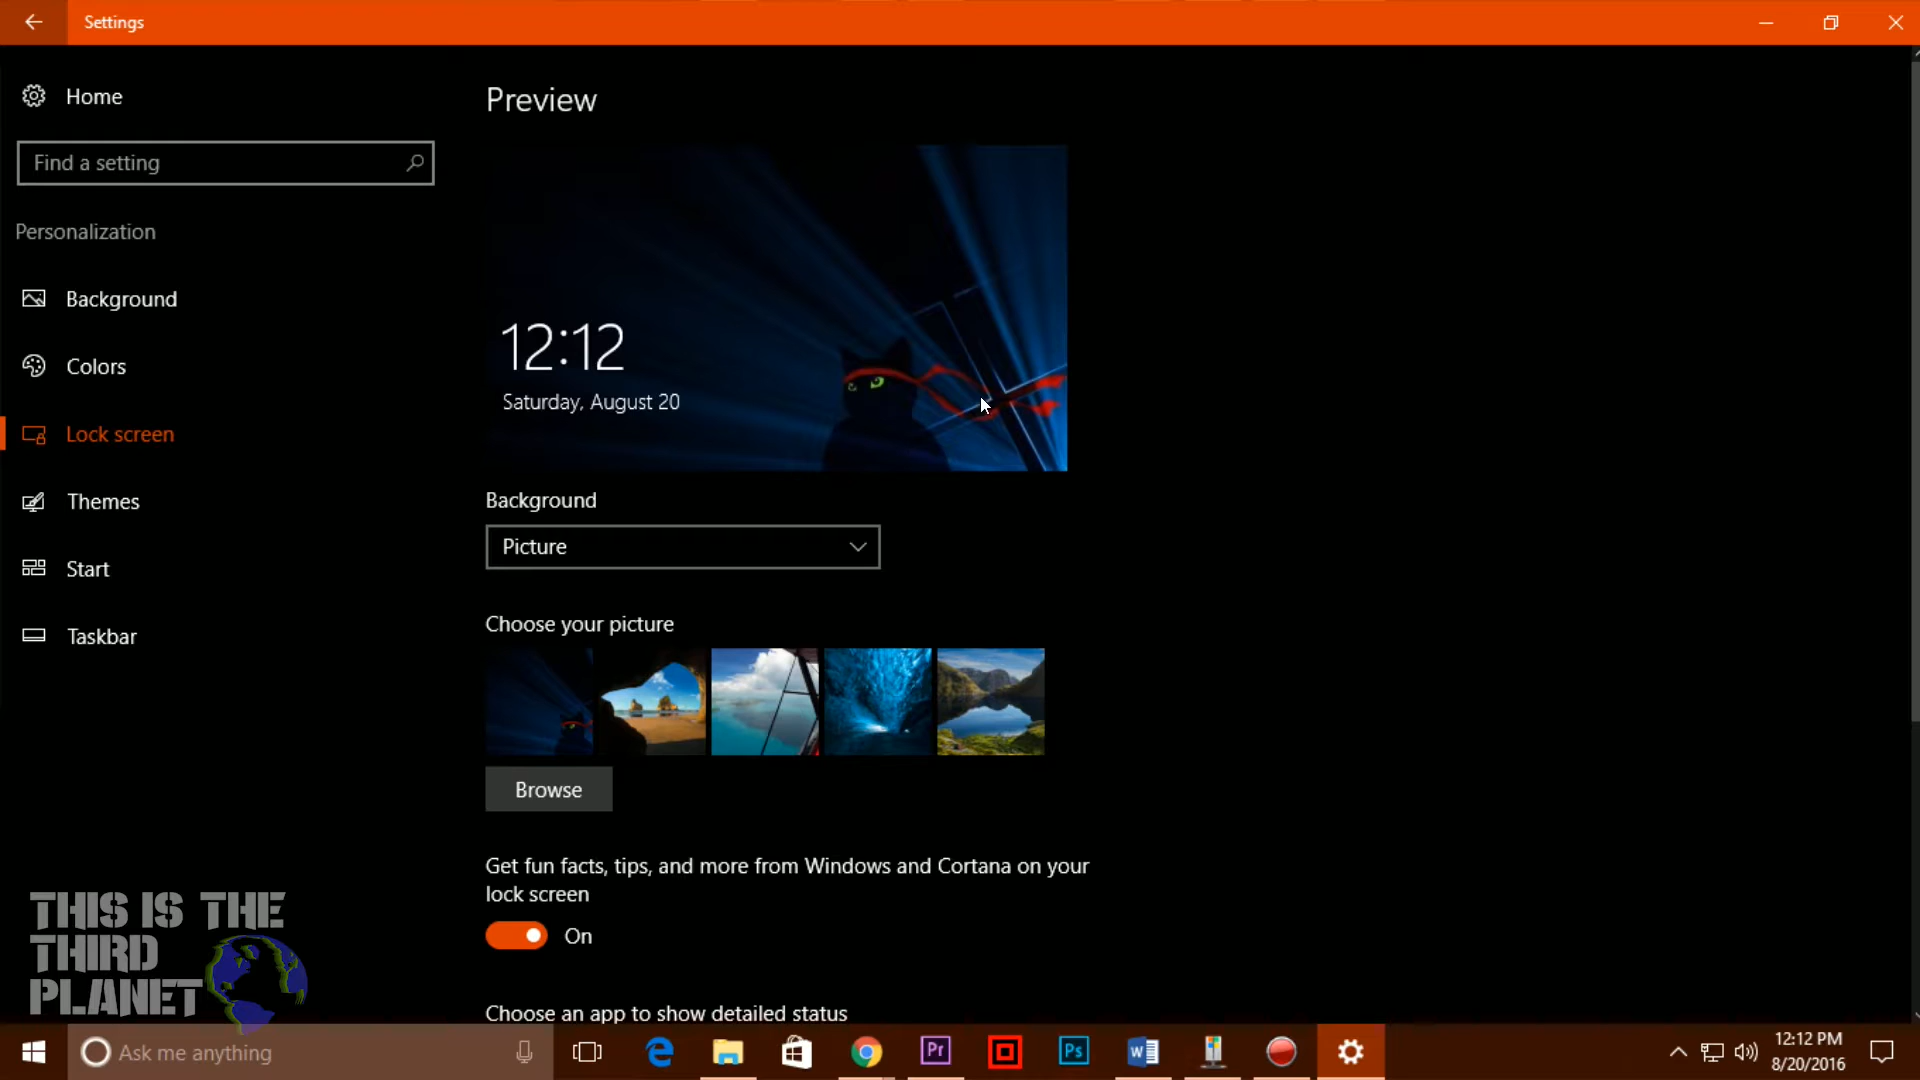 Settings
Home
Preview
Find a setting
Personalization
Background
Colors
Lock screen
Themes
Start
Taskbar
12:12
Saturday, August 20
Background
Picture
Choose your picture
Browse
Get fun facts, tips, and more from Windows and Cortana on your
lock screen
On
Choose an app to show detailed status
THIS IS THE
THIRD
PLANET
Ask me anything
Pr
Ps
W
12:12 PM
8/20/2016